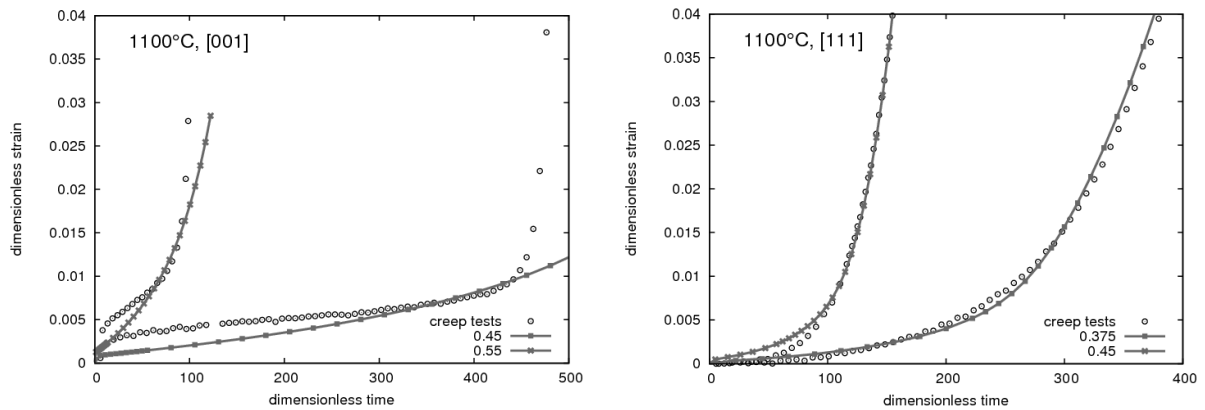 1100°C, [001]
dimensionless strain
0.04
0.035
0.03
0.025
0.02
0.015
0.01
0.005
0
0 100 200 300 400 500
dimensionless time
creep tests
0.45
0.55
1100°C, [111]
dimensionless strain
0.04
0.035
0.03
0.025
0.02
0.015
0.01
0.005
0
0 100 200 300 400
dimensionless time
creep tests
0.375
0.45